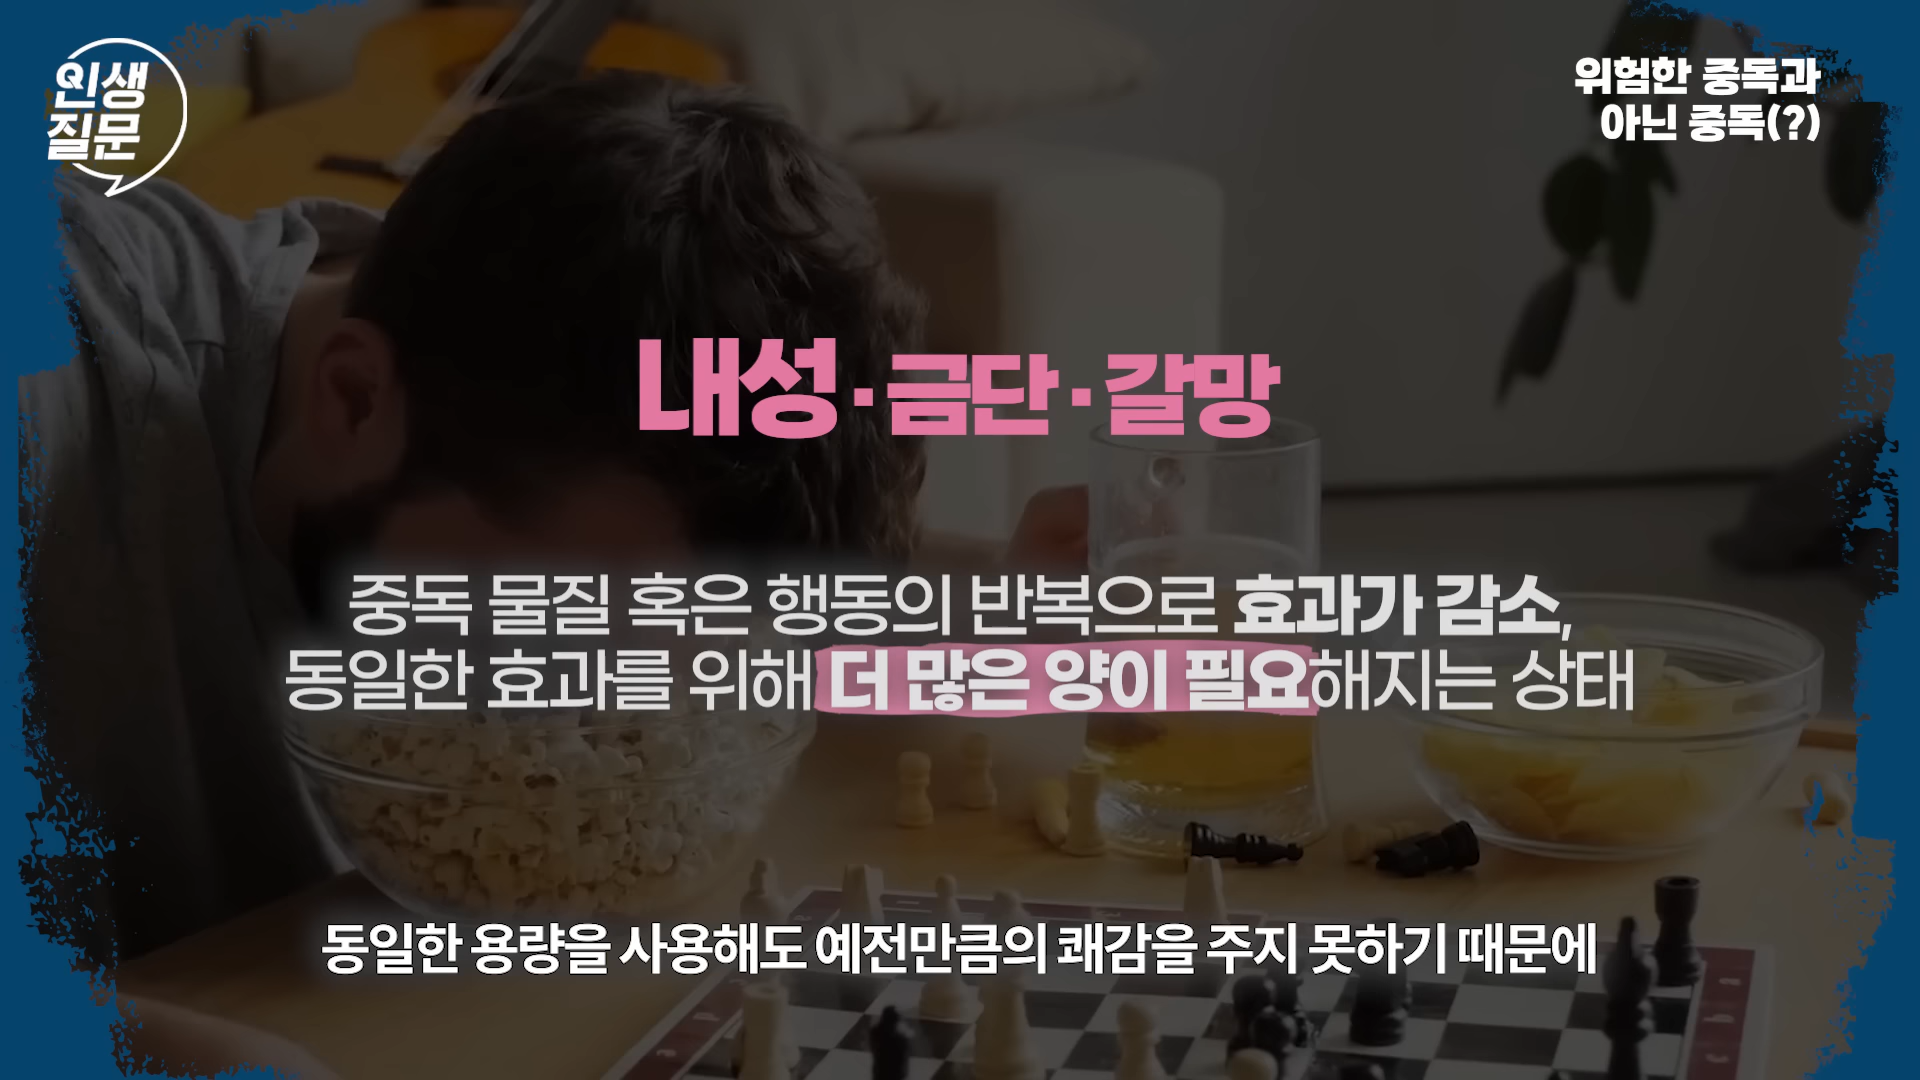 인생
질문
위험한 중독과
아닌 중독(?)
내성·금단·갈망
중독 물질 혹은 행동의 반복으로 효과가 감소,
동일한 효과를 위해 더 많은 양이 필요해지는 상태
동일한 용량을 사용해도 예전만큼의 쾌감을 주지 못하기 때문에